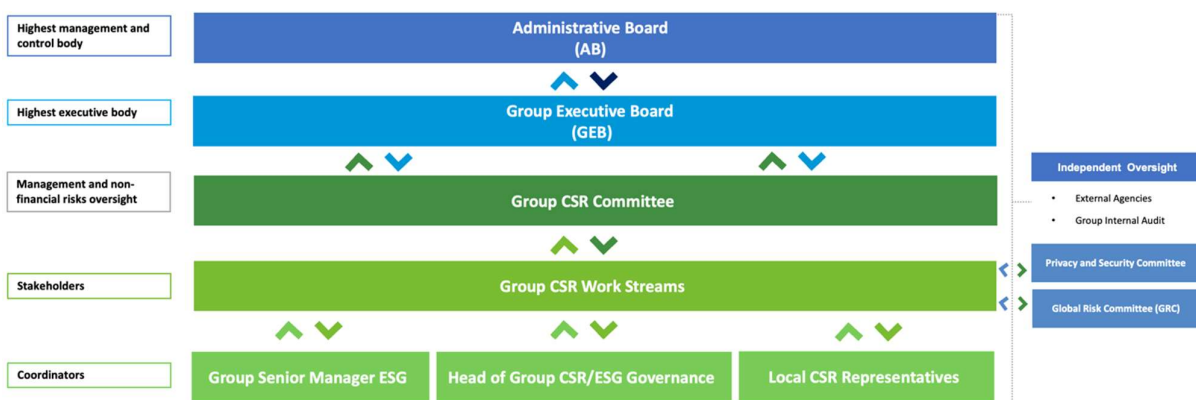 Highest management and
control body
Administrative Board
(AB)
Highest executive body
Group Executive Board
(GEB)
Management and non-
financial risks oversight
Group CSR Committee
Independent Oversight
• External Agencies
• Group Internal Audit
Stakeholders
Group CSR Work Streams
Privacy and Security Committee
Global Risk Committee (GRC)
Coordinators
Group Senior Manager ESG
Head of Group CSR/ESG Governance
Local CSR Representatives